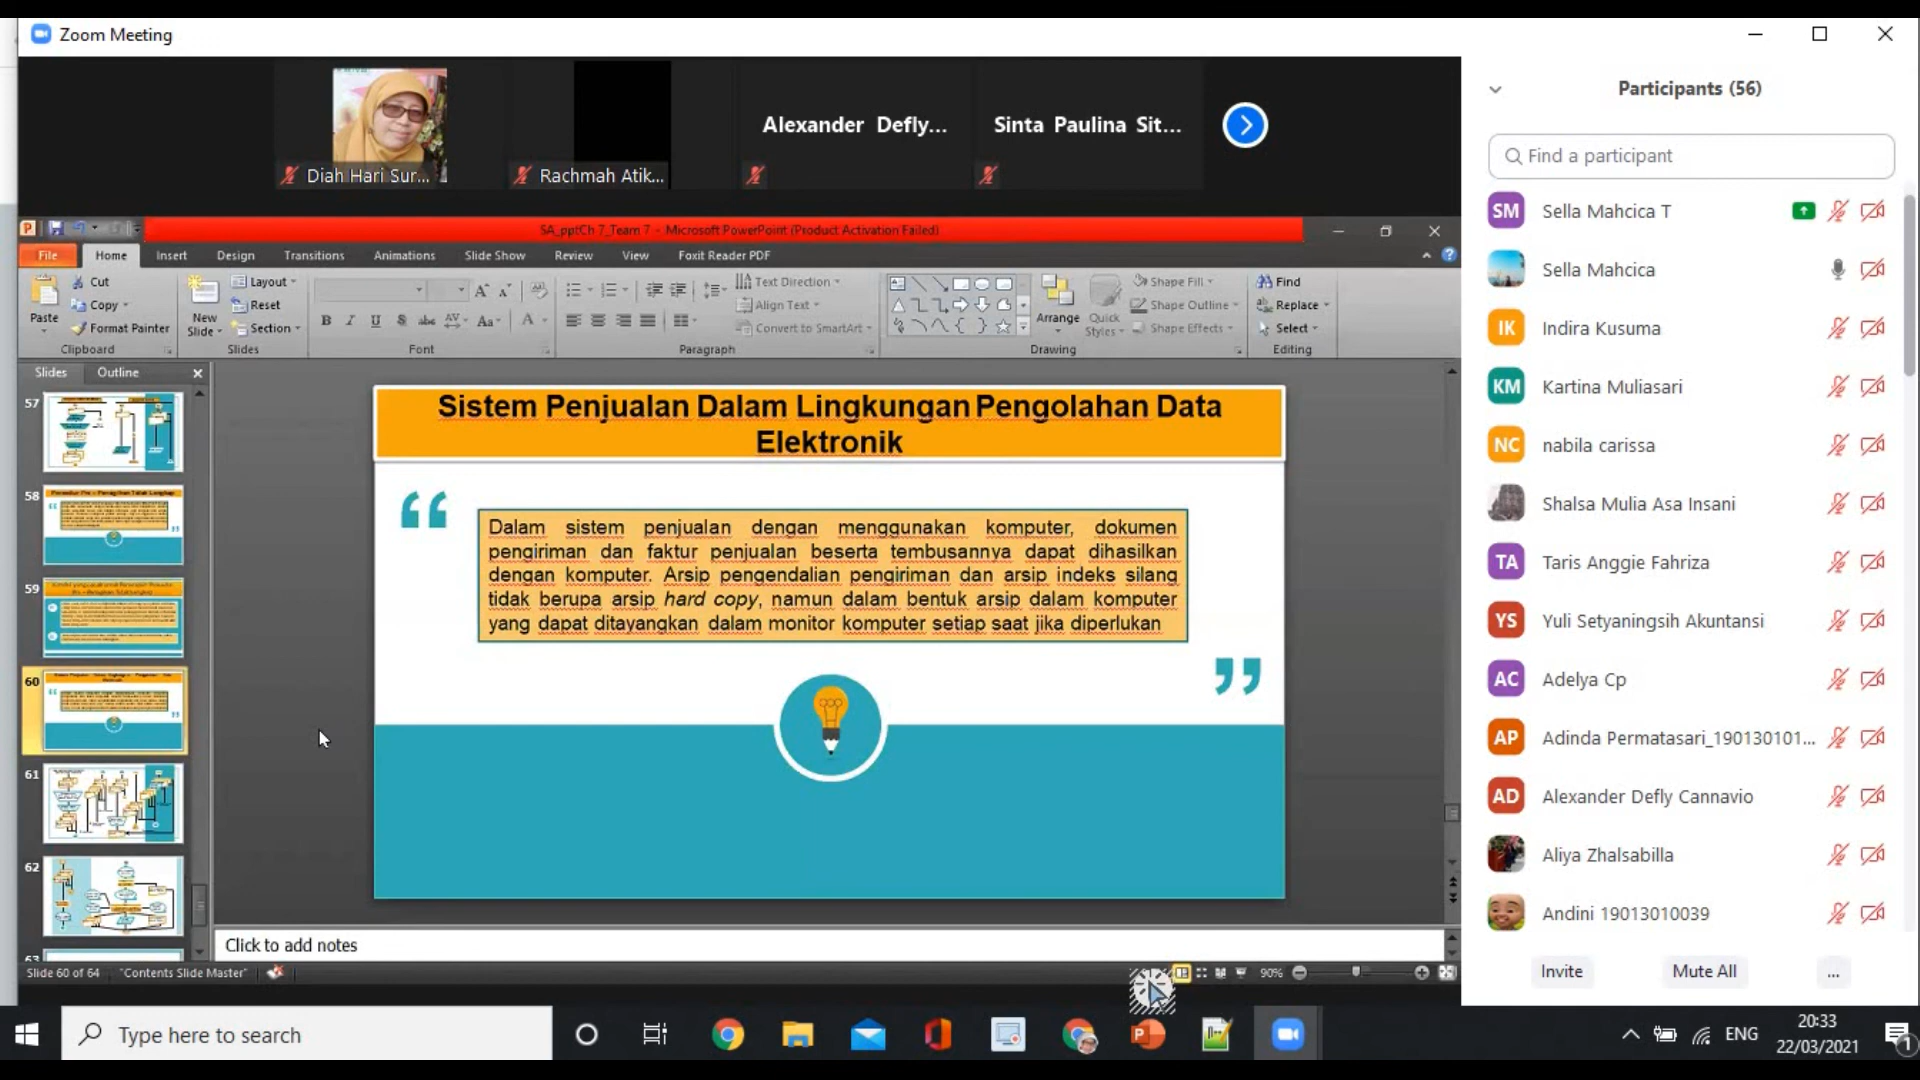 Zoom Meeting
Diah Hari Sur...
Rachmah Atik...
Alexander Defly...
Sinta Paulina Sit...
SA_pptCh 7_Team 7 - Microsoft PowerPoint (Product Activation Failed)
File Home Insert Design Transitions Animations Slide Show Review View Foxit Reader PDF
Paste
Cut
Copy
Format Painter
Clipboard
New Slide
Layout
Reset
Section
Slides
Font
Text Direction
Align Text
Convert to SmartArt
Paragraph
Arrange
Quick Styles
Shape Fill
Shape Outline
Shape Effects
Drawing
Find
Replace
Select
Editing
Slides Outline
57
58
59
60
61
62
63
Sistem Penjualan Dalam Lingkungan Pengolahan Data
Elektronik
“
Dalam sistem penjualan dengan menggunakan komputer, dokumen
pengiriman dan faktur penjualan beserta tembusannya dapat dihasilkan
dengan komputer. Arsip pengendalian pengiriman dan arsip indeks silang
tidak berupa arsip hard copy, namun dalam bentuk arsip dalam komputer
yang dapat ditayangkan dalam monitor komputer setiap saat jika diperlukan
”
Click to add notes
Slide 60 of 64 "Contents Slide Master" 90%
Participants (56)
Find a participant
SM Sella Mahcica T
Sella Mahcica
IK Indira Kusuma
KM Kartina Muliasari
NC nabila carissa
Shalsa Mulia Asa Insani
TA Taris Anggie Fahriza
YS Yuli Setyaningsih Akuntansi
AC Adelya Cp
AP Adinda Permatasari_190130101...
AD Alexander Defly Cannavio
Aliya Zhalsabilla
Andini 19013010039
Invite Mute All ...
Type here to search
ENG
20:33
22/03/2021
1